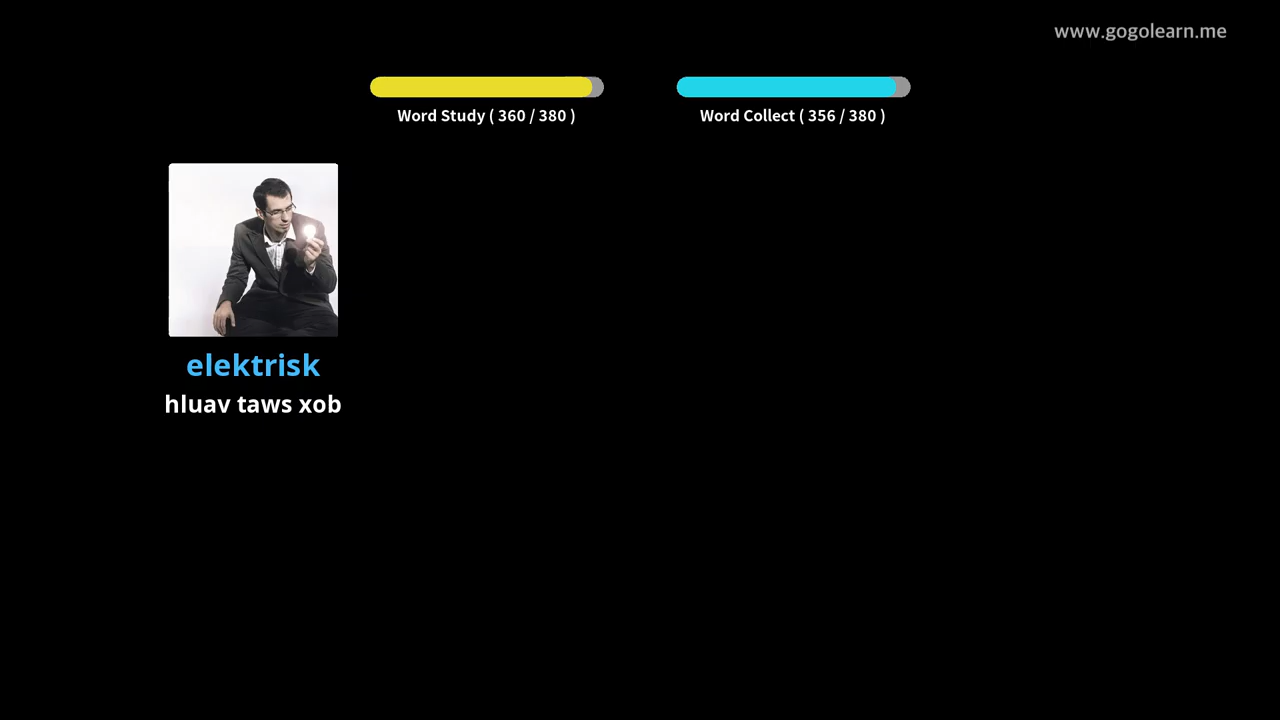 www.gogolearn.me
Word Study ( 360 / 380 )
Word Collect ( 356 / 380 )
elektrisk
hluav taws xob